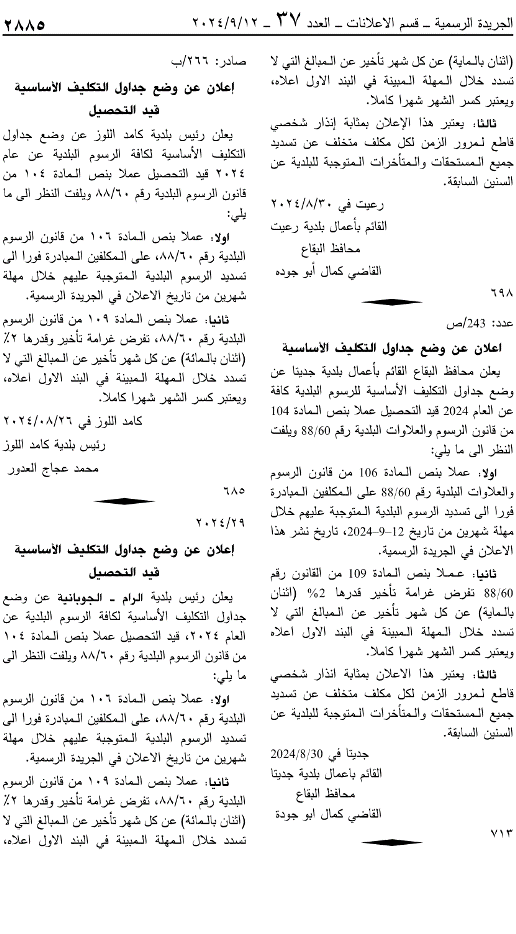 الجريدة الرسمية ــ قسم الاعلانات ــ العدد ٣٧ ــ ٢٠٢٤/٩/١٢
٢٨٨٥
(اثنان بالماية) عن كل شهر تأخير عن المبالغ التي لا
تسدد خلال المهلة المبينة في البند الاول اعلاه،
ويعتبر كسر الشهر شهرا كاملا.
ثالثا: يعتبر هذا الإعلان بمثابة إنذار شخصي
قاطع لمرور الزمن لكل مكلف متخلف عن تسديد
جميع المستحقات والمتأخرات المتوجبة للبلدية عن
السنين السابقة.
رعيت في ٢٠٢٤/٨/٣٠
القائم بأعمال بلدية رعيت
محافظ البقاع
القاضي كمال أبو جوده
٦٩٨
عدد: 243/ص
اعلان عن وضع جداول التكليف الأساسية
يعلن محافظ البقاع القائم بأعمال بلدية جديتا عن
وضع جداول التكليف الأساسية للرسوم البلدية كافة
عن العام 2024 قيد التحصيل عملا بنص المادة 104
من قانون الرسوم والعلاوات البلدية رقم 88/60 ويلفت
النظر الى ما يلي:
اولا: عملا بنص المادة 106 من قانون الرسوم
والعلاوات البلدية رقم 88/60 على المكلفين المبادرة
فورا الى تسديد الرسوم البلدية المتوجبة عليهم خلال
مهلة شهرين من تاريخ 12–9–2024، تاريخ نشر هذا
الاعلان في الجريدة الرسمية.
ثانيا: عملا بنص المادة 109 من القانون رقم
88/60 تفرض غرامة تأخير قدرها 2% (اثنان
بالماية) عن كل شهر تأخير عن المبالغ التي لا
تسدد خلال المهلة المبينة في البند الاول اعلاه
ويعتبر كسر الشهر شهرا كاملا.
ثالثا: يعتبر هذا الاعلان بمثابة انذار شخصي
قاطع لمرور الزمن لكل مكلف متخلف عن تسديد
جميع المستحقات والمتأخرات المتوجبة للبلدية عن
السنين السابقة.
جديتا في 2024/8/30
القائم باعمال بلدية جديتا
محافظ البقاع
القاضي كمال ابو جودة
٧١٣
صادر: ٢٦٦/ب
إعلان عن وضع جداول التكليف الأساسية
قيد التحصيل
يعلن رئيس بلدية كامد اللوز عن وضع جداول
التكليف الأساسية لكافة الرسوم البلدية عن عام
٢٠٢٤ قيد التحصيل عملا بنص المادة ١٠٤ من
قانون الرسوم البلدية رقم ٨٨/٦٠ ويلفت النظر الى ما
يلي:
اولا: عملا بنص المادة ١٠٦ من قانون الرسوم
البلدية رقم ٨٨/٦٠، على المكلفين المبادرة فورا الى
تسديد الرسوم البلدية المتوجبة عليهم خلال مهلة
شهرين من تاريخ الاعلان في الجريدة الرسمية.
ثانيا: عملا بنص المادة ١٠٩ من قانون الرسوم
البلدية رقم ٨٨/٦٠، تفرض غرامة تأخير وقدرها ٢٪
(اثنان بالمائة) عن كل شهر تأخير عن المبالغ التي لا
تسدد خلال المهلة المبينة في البند الاول اعلاه،
ويعتبر كسر الشهر شهرا كاملا.
كامد اللوز في ٢٠٢٤/٠٨/٢٦
رئيس بلدية كامد اللوز
محمد عجاج العدور
٦٨٥
٢٠٢٤/٢٩
إعلان عن وضع جداول التكليف الأساسية
قيد التحصيل
يعلن رئيس بلدية الرام ــ الجوبانية عن وضع
جداول التكليف الأساسية للرسوم البلدية عن
العام ٢٠٢٤، قيد التحصيل عملا بنص المادة ١٠٤
من قانون الرسوم البلدية رقم ٨٨/٦٠ ويلفت النظر الى
ما يلي:
اولا: عملا بنص المادة ١٠٦ من قانون الرسوم
البلدية رقم ٨٨/٦٠، على المكلفين المبادرة فورا الى
تسديد الرسوم البلدية المتوجبة عليهم خلال مهلة
شهرين من تاريخ الاعلان في الجريدة الرسمية.
ثانيا: عملا بنص المادة ١٠٩ من قانون الرسوم
البلدية رقم ٨٨/٦٠، تفرض غرامة تأخير وقدرها ٢٪
(اثنان بالمائة) عن كل شهر تأخير عن المبالغ التي لا
تسدد خلال المهلة المبينة في البند الاول اعلاه،